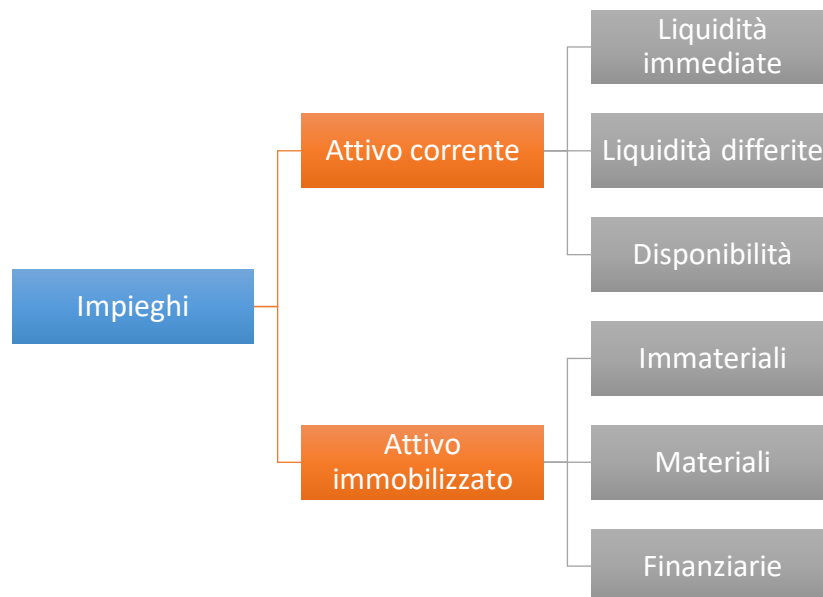 Impieghi
Attivo corrente
Liquidità
immediate
Liquidità differite
Disponibilità
Attivo
immobilizzato
Immateriali
Materiali
Finanziarie